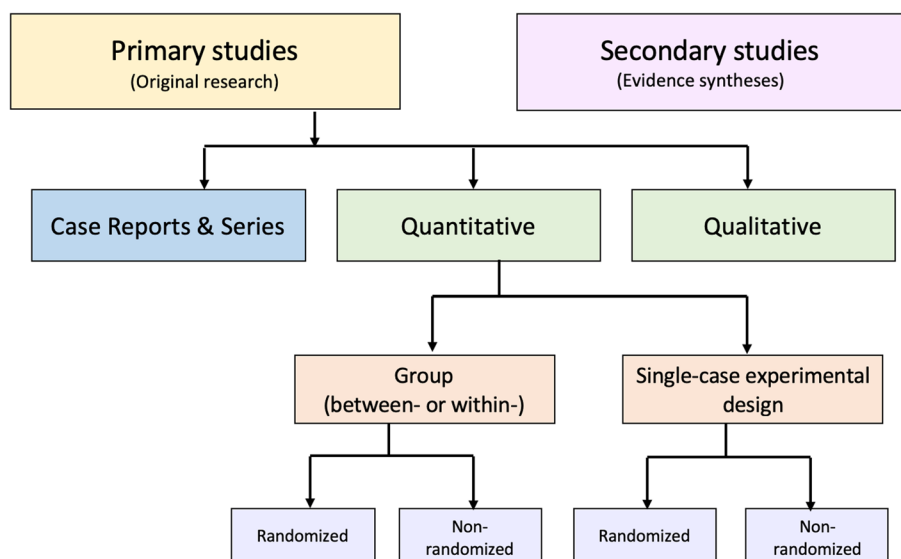 Primary studies
(Original research)
Secondary studies
(Evidence syntheses)
Case Reports & Series
Quantitative
Qualitative
Group
(between- or within-)
Single-case experimental
design
Randomized
Non-
randomized
Randomized
Non-
randomized